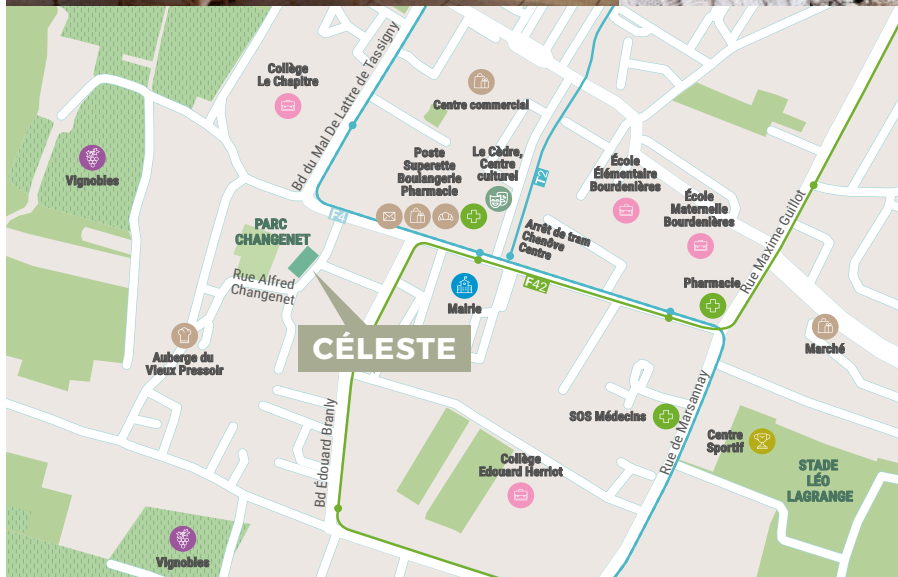 Bd du Mal De Lattre de Tassigny
Collège
Le Chapitre
Centre commercial
Poste
Superette
Boulangerie
Pharmacie
Le Cèdre,
Centre
culturel
T2
École
Élémentaire
Bourdenières
École
Maternelle
Bourdenières
Vignobles
F4
PARC
CHANGENET
Rue Alfred
Changenet
Arrêt de tram
Chenôve
Centre
F42
Rue Maxime Guillot
Pharmacie
Mairie
CÉLESTE
Marché
Auberge du
Vieux Pressoir
Bd Édouard Branly
SOS Médecins
Rue de Marsannay
Centre
Sportif
STADE
LÉO
LAGRANGE
Collège
Edouard Herriot
Vignobles